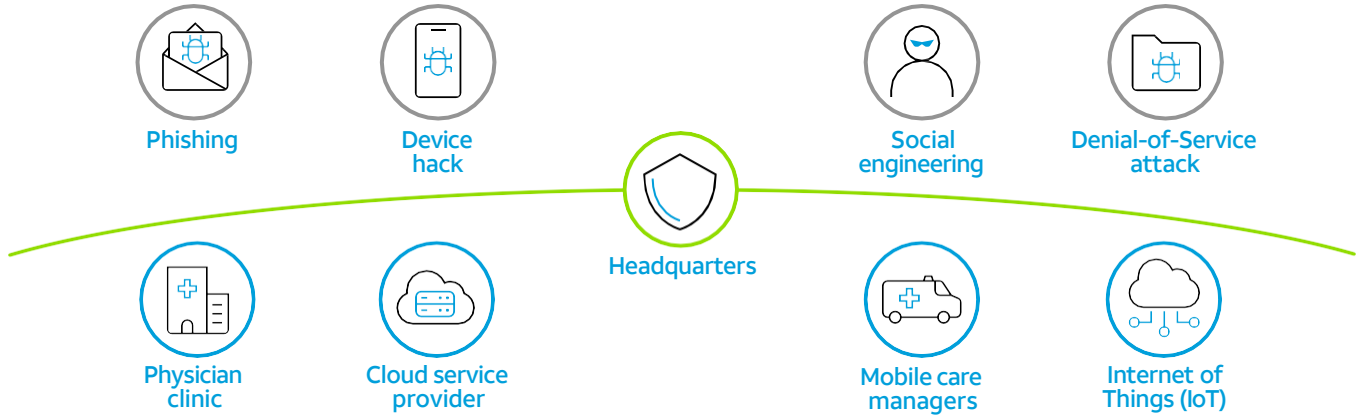 Phishing
Device
hack
Social
engineering
Denial-of-Service
attack
Headquarters
Physician
clinic
Cloud service
provider
Mobile care
managers
Internet of
Things (IoT)